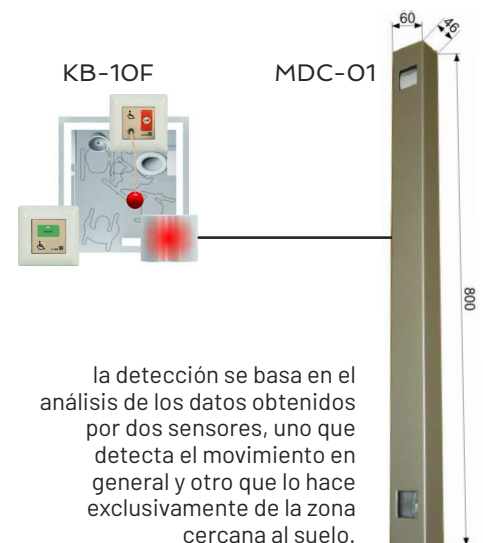 60
46
KB-10F
MDC-01
800
la detección se basa en el
análisis de los datos obtenidos
por dos sensores, uno que
detecta el movimiento en
general y otro que lo hace
exclusivamente de la zona
cercana al suelo.